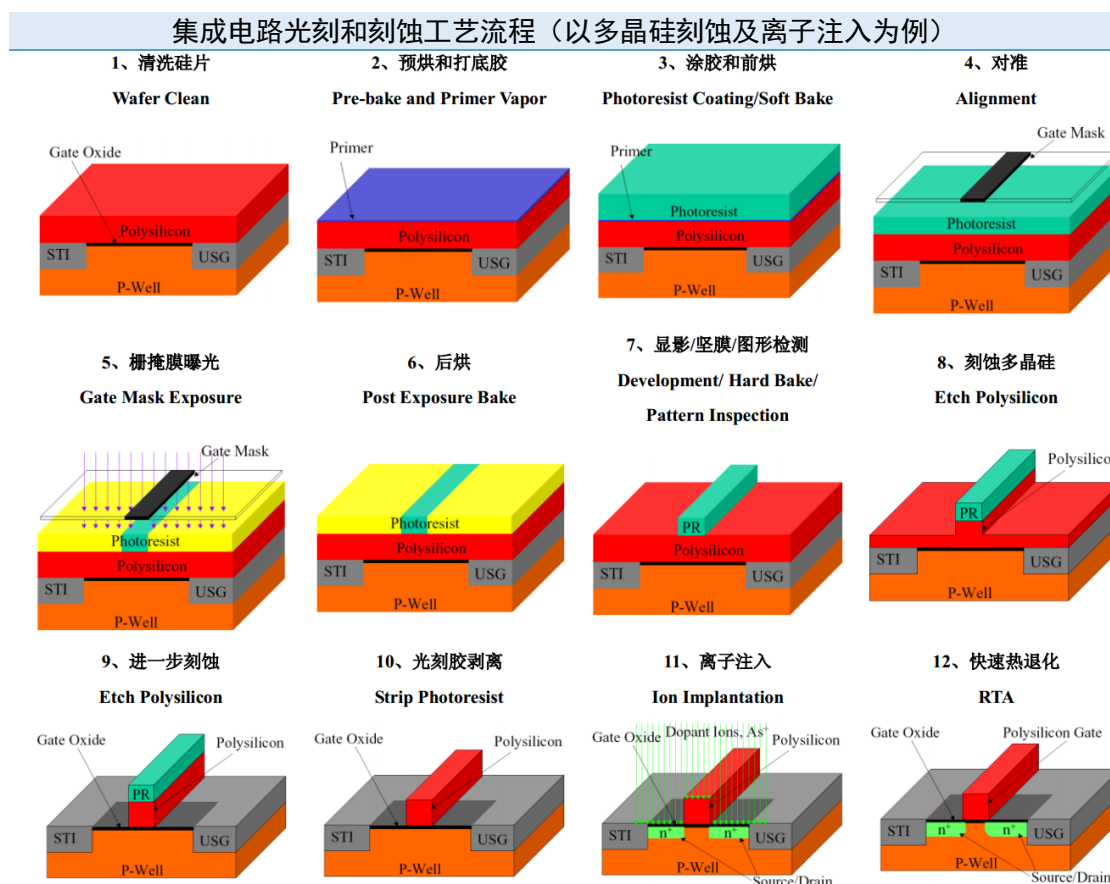 集成电路光刻和刻蚀工艺流程（以多晶硅刻蚀及离子注入为例）
1、清洗硅片
Wafer Clean
Gate Oxide
STI
USG
P-Well
2、预烘和打底胶
Pre-bake and Primer Vapor
Primer
Polysilicon
STI
USG
P-Well
3、涂胶和前烘
Photoresist Coating/Soft Bake
Primer
Photoresist
Polysilicon
STI
USG
P-Well
4、对准
Alignment
Gate Mask
Photoresist
Polysilicon
STI
USG
P-Well
5、栅掩膜曝光
Gate Mask Exposure
Gate Mask
Photoresist
Polysilicon
STI
USG
P-Well
6、后烘
Post Exposure Bake
Photoresist
Polysilicon
STI
USG
P-Well
7、显影/坚膜/图形检测
Development/ Hard Bake/
Pattern Inspection
PR
Polysilicon
STI
USG
P-Well
8、刻蚀多晶硅
Etch Polysilicon
Polysilicon
PR
STI
USG
P-Well
9、进一步刻蚀
Etch Polysilicon
Gate Oxide
Polysilicon
PR
STI
USG
P-Well
10、光刻胶剥离
Strip Photoresist
Gate Oxide
Polysilicon
STI
USG
P-Well
11、离子注入
Ion Implantation
Dopant Ions, As⁺
Gate Oxide
Polysilicon
STI
n⁺
n⁺
USG
P-Well
Source/Drain
12、快速热退化
RTA
Gate Oxide
Polysilicon Gate
STI
n⁺
n⁺
USG
P-Well
Source/Drain